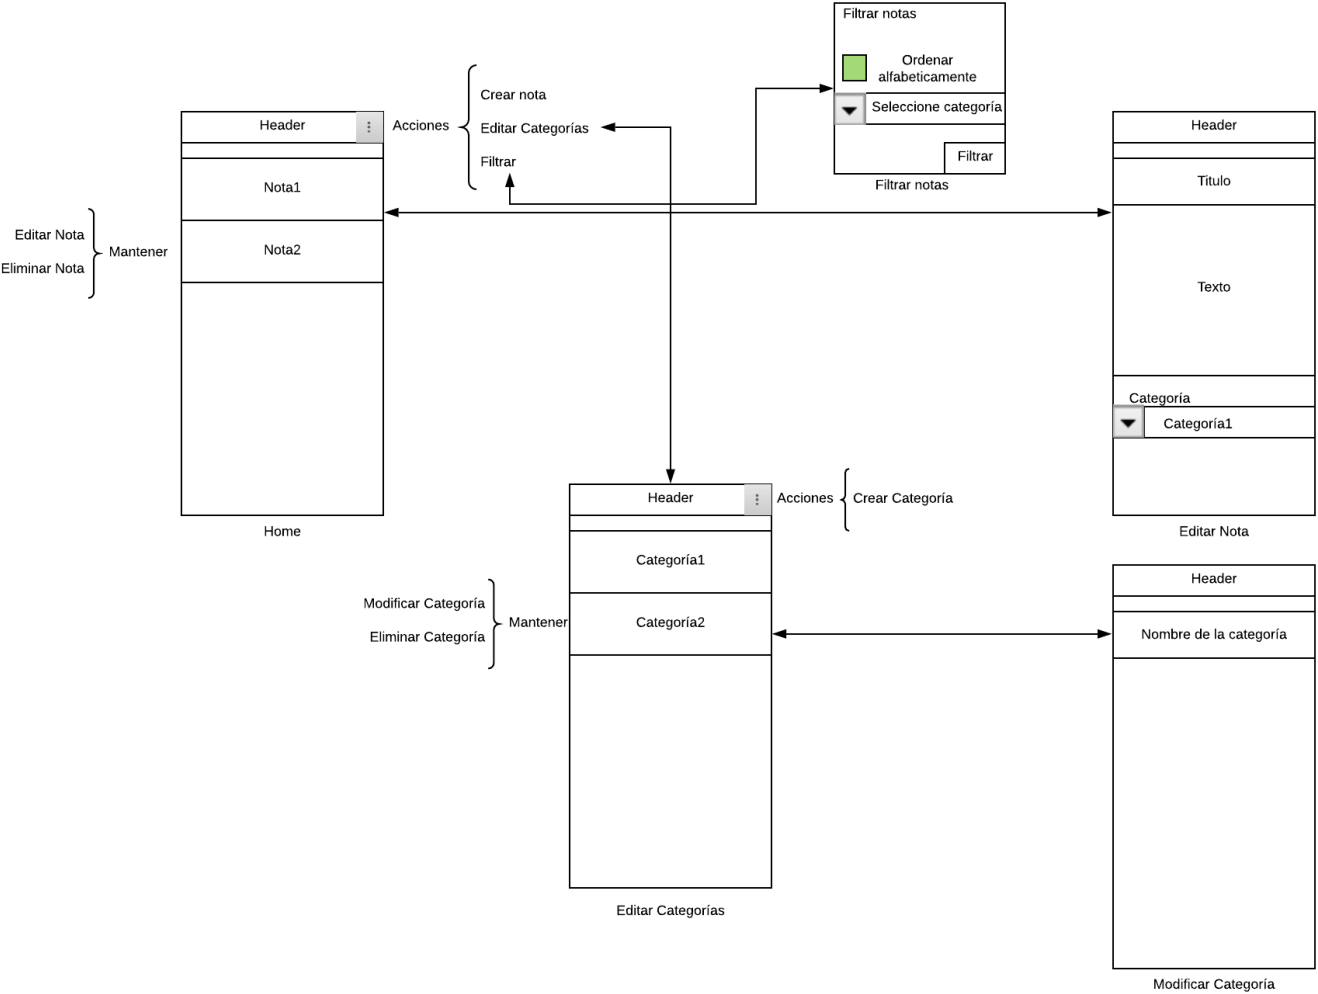 Filtrar notas
Ordenar
alfabeticamente
Seleccione categoría
Filtrar
Filtrar notas
Header
Acciones
Crear nota
Editar Categorías
Filtrar
Nota1
Nota2
Editar Nota
Eliminar Nota
Mantener
Home
Header
Titulo
Texto
Categoría
Categoría1
Editar Nota
Header
Acciones
Crear Categoría
Categoría1
Categoría2
Modificar Categoría
Eliminar Categoría
Mantener
Editar Categorías
Header
Nombre de la categoría
Modificar Categoría